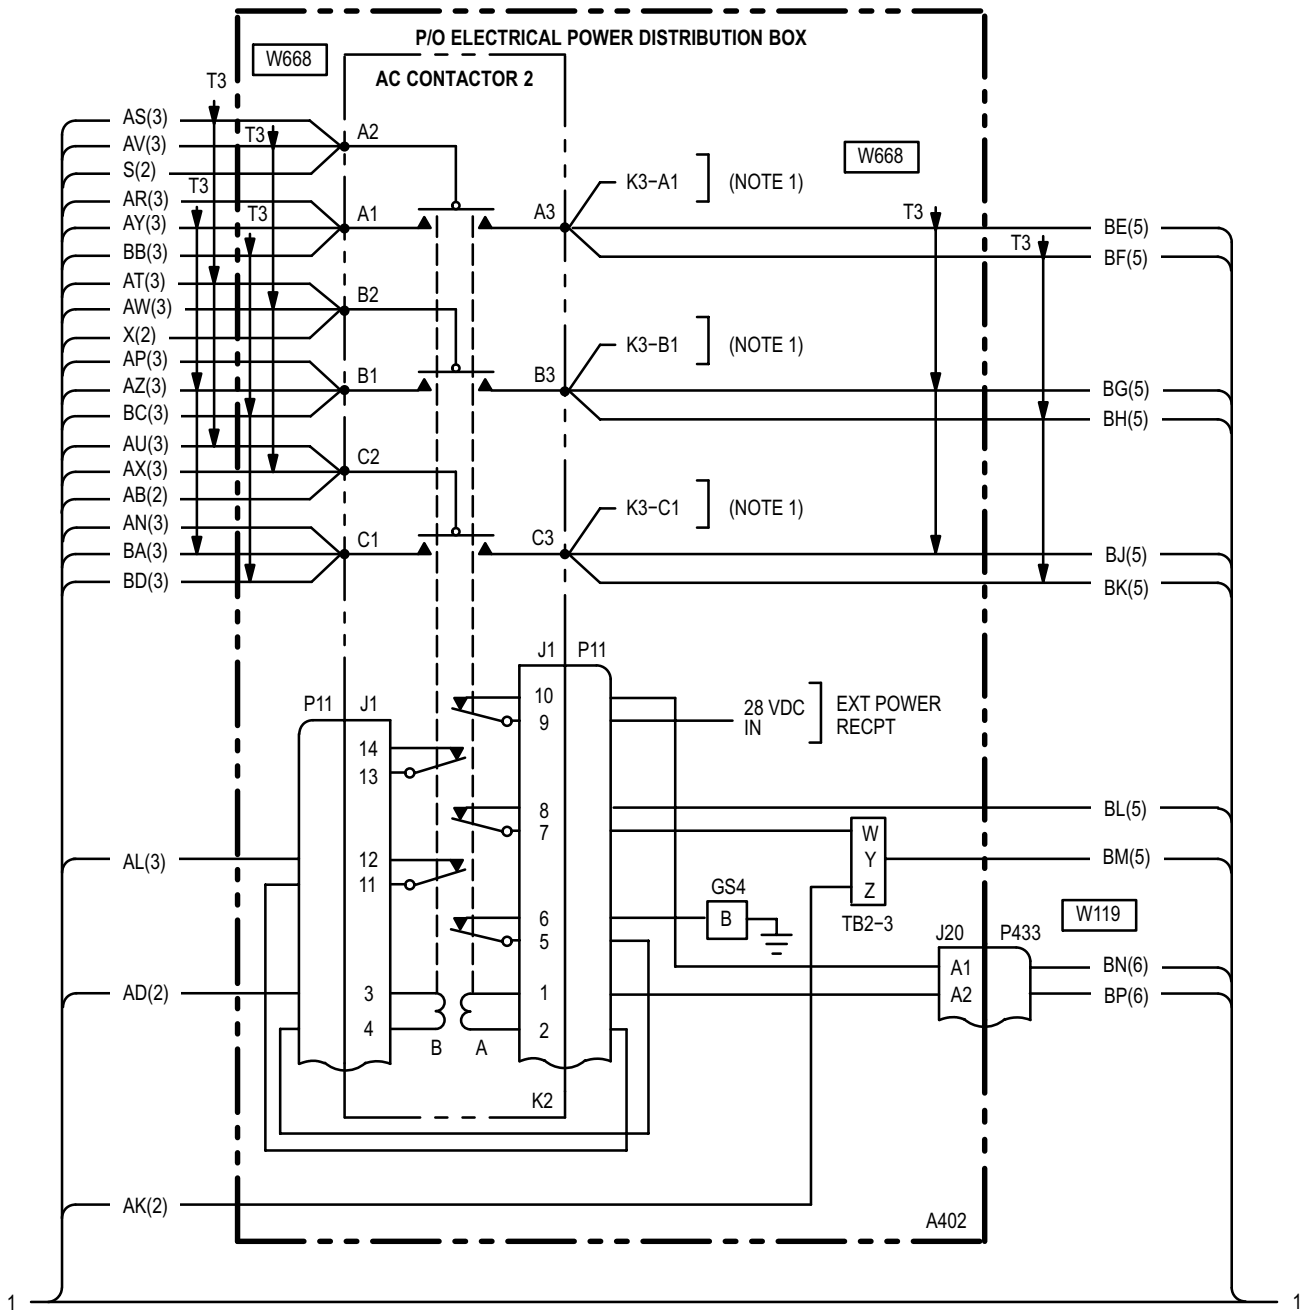 P/O ELECTRICAL POWER DISTRIBUTION BOX
W668
AC CONTACTOR 2
T3
AS(3)
T3
A2
AV(3)
W668
S(2)
K3−A1
(NOTE 1)
T3
AR(3)
T3
A1
A3
T3
AY(3)
BE(5)
T3
BB(3)
BF(5)
AT(3)
B2
AW(3)
X(2)
K3−B1
(NOTE 1)
AP(3)
B1
B3
AZ(3)
BG(5)
BC(3)
BH(5)
AU(3)
C2
AX(3)
AB(2)
K3−C1
(NOTE 1)
AN(3)
C1
C3
BA(3)
BJ(5)
BD(3)
BK(5)
J1
P11
10
9
28 VDC
IN
EXT POWER
RECPT
P11
J1
14
13
8
7
BL(5)
W
Y
Z
TB2−3
BM(5)
AL(3)
12
11
GS4
B
W119
6
5
J20
P433
A1
A2
BN(6)
BP(6)
AD(2)
3
4
1
2
B
A
K2
AK(2)
A402
1
1